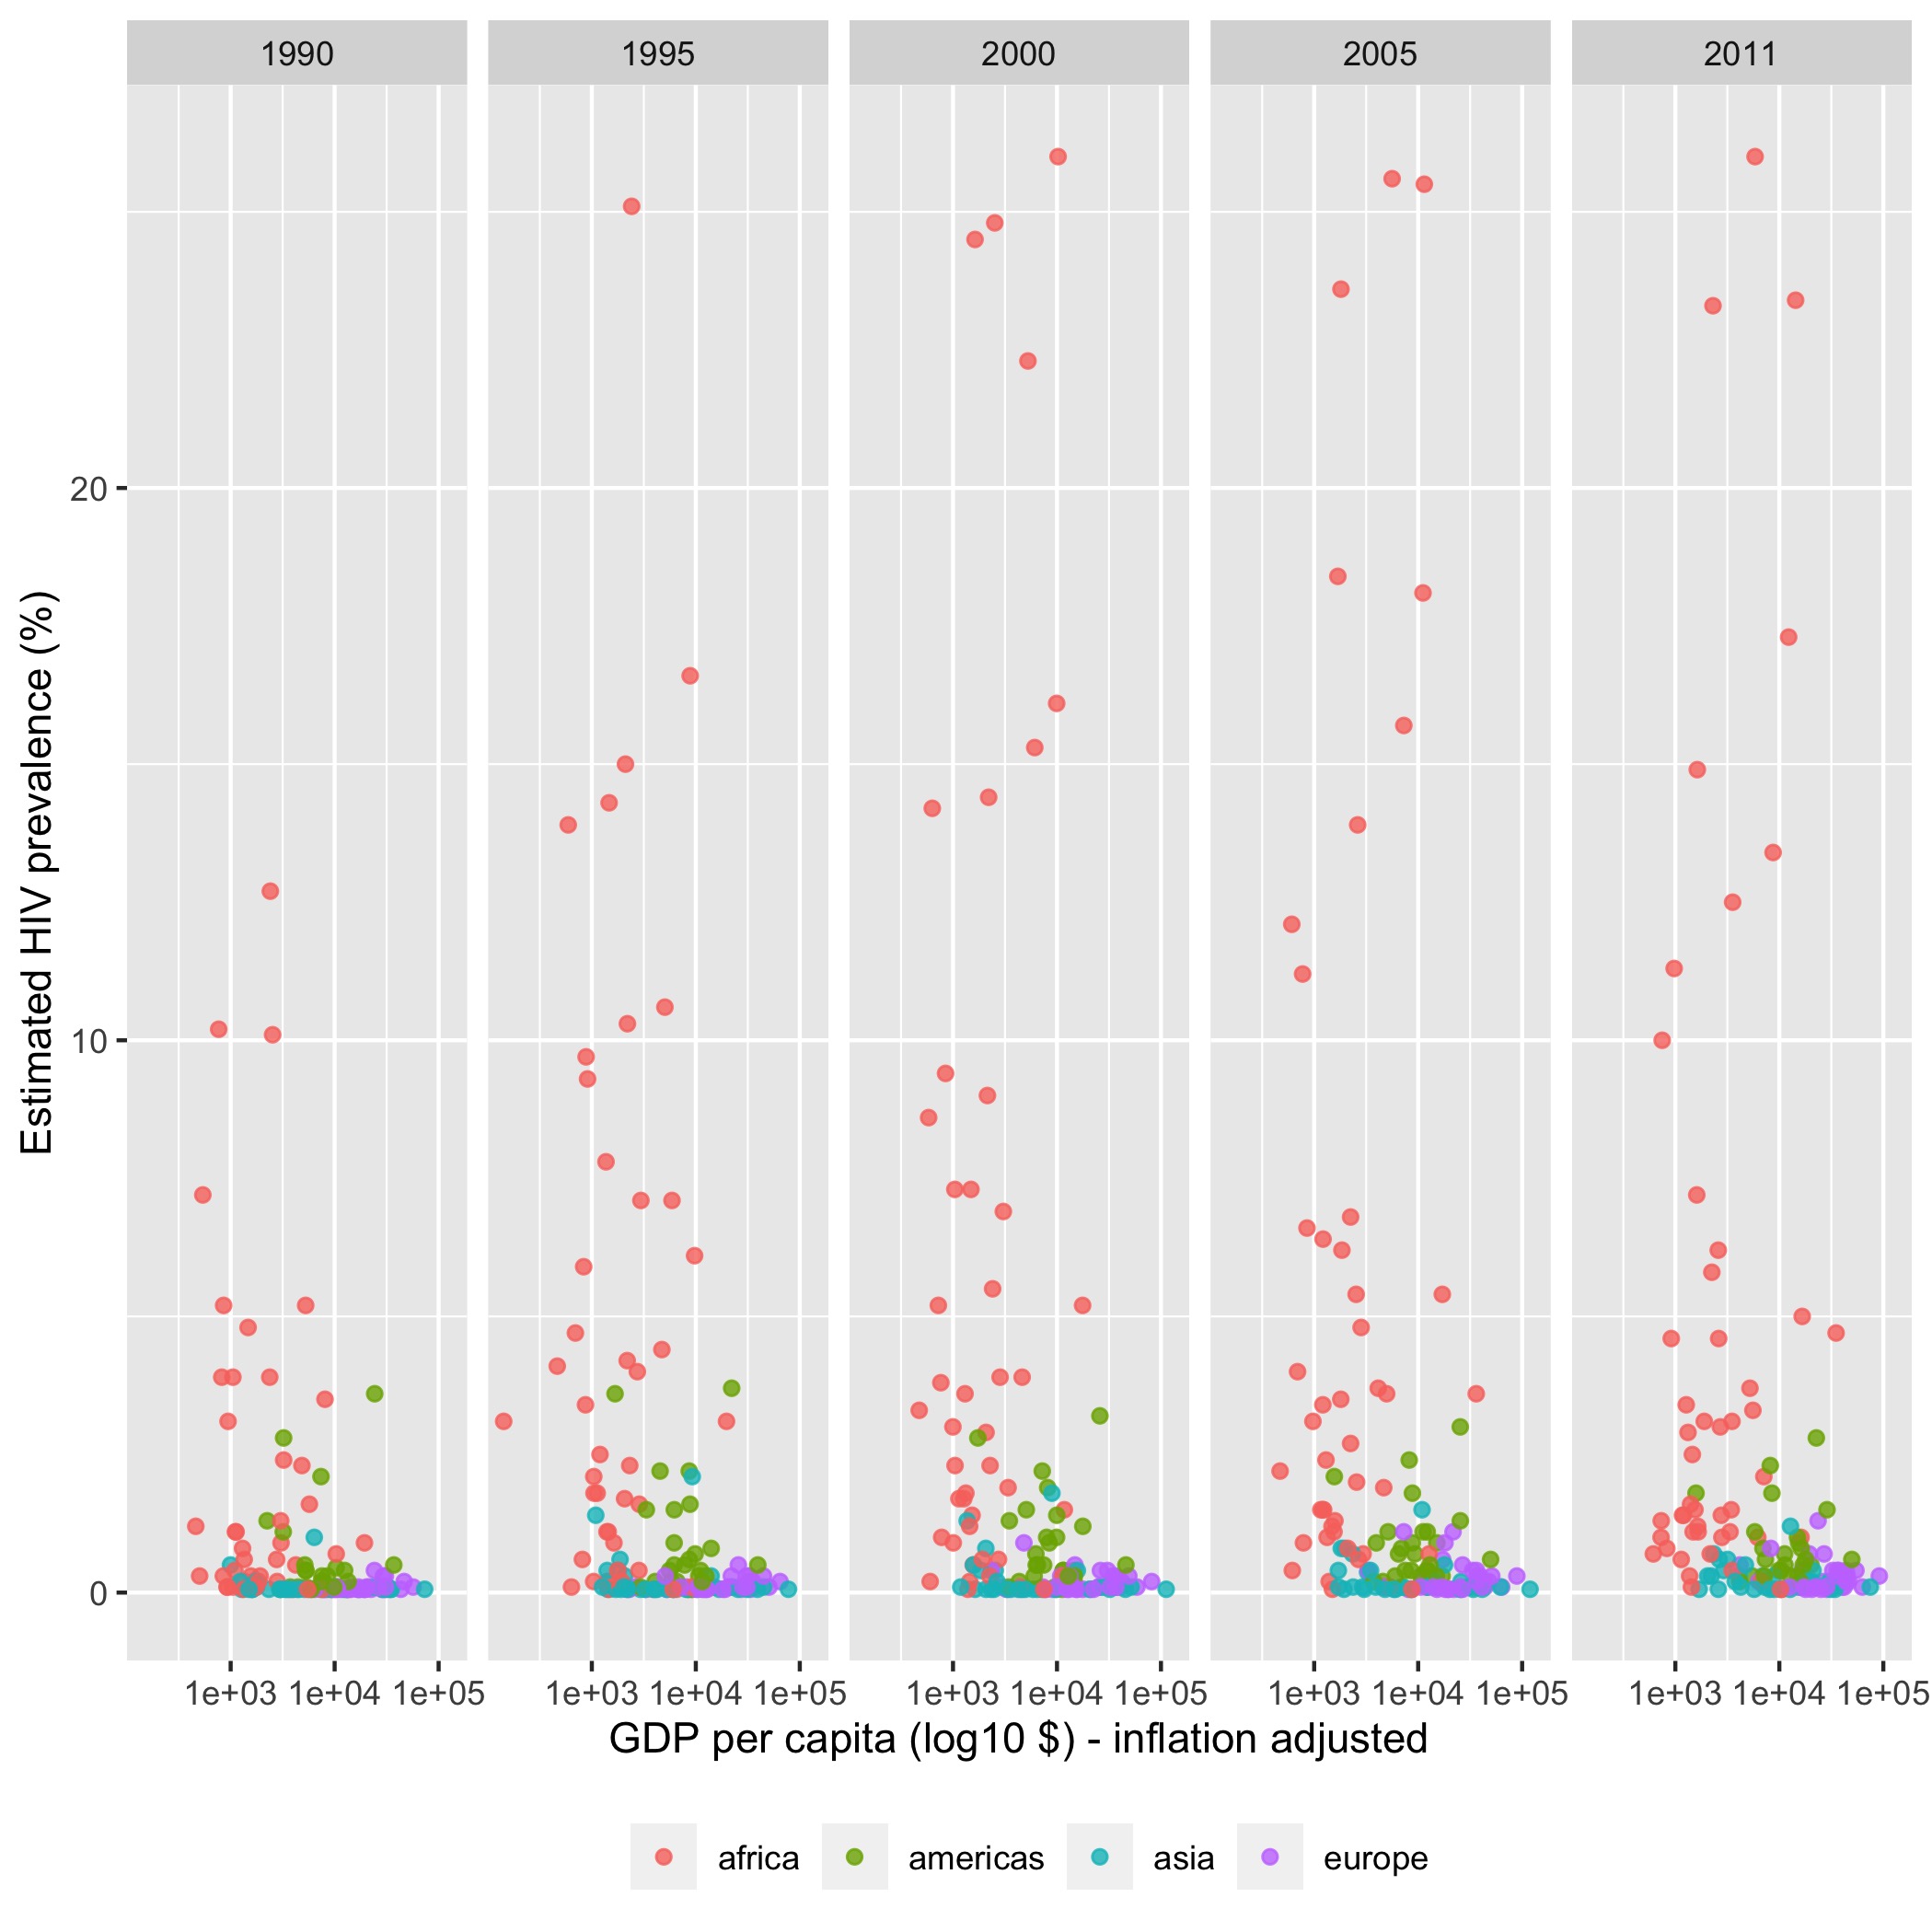 1990 1995 2000 2005 2011
Estimated HIV prevalence (%)
20
10
0
1e+03 1e+04 1e+05 1e+03 1e+04 1e+05 1e+03 1e+04 1e+05 1e+03 1e+04 1e+05 1e+03 1e+04 1e+05
GDP per capita (log10 $) - inflation adjusted
africa americas asia europe